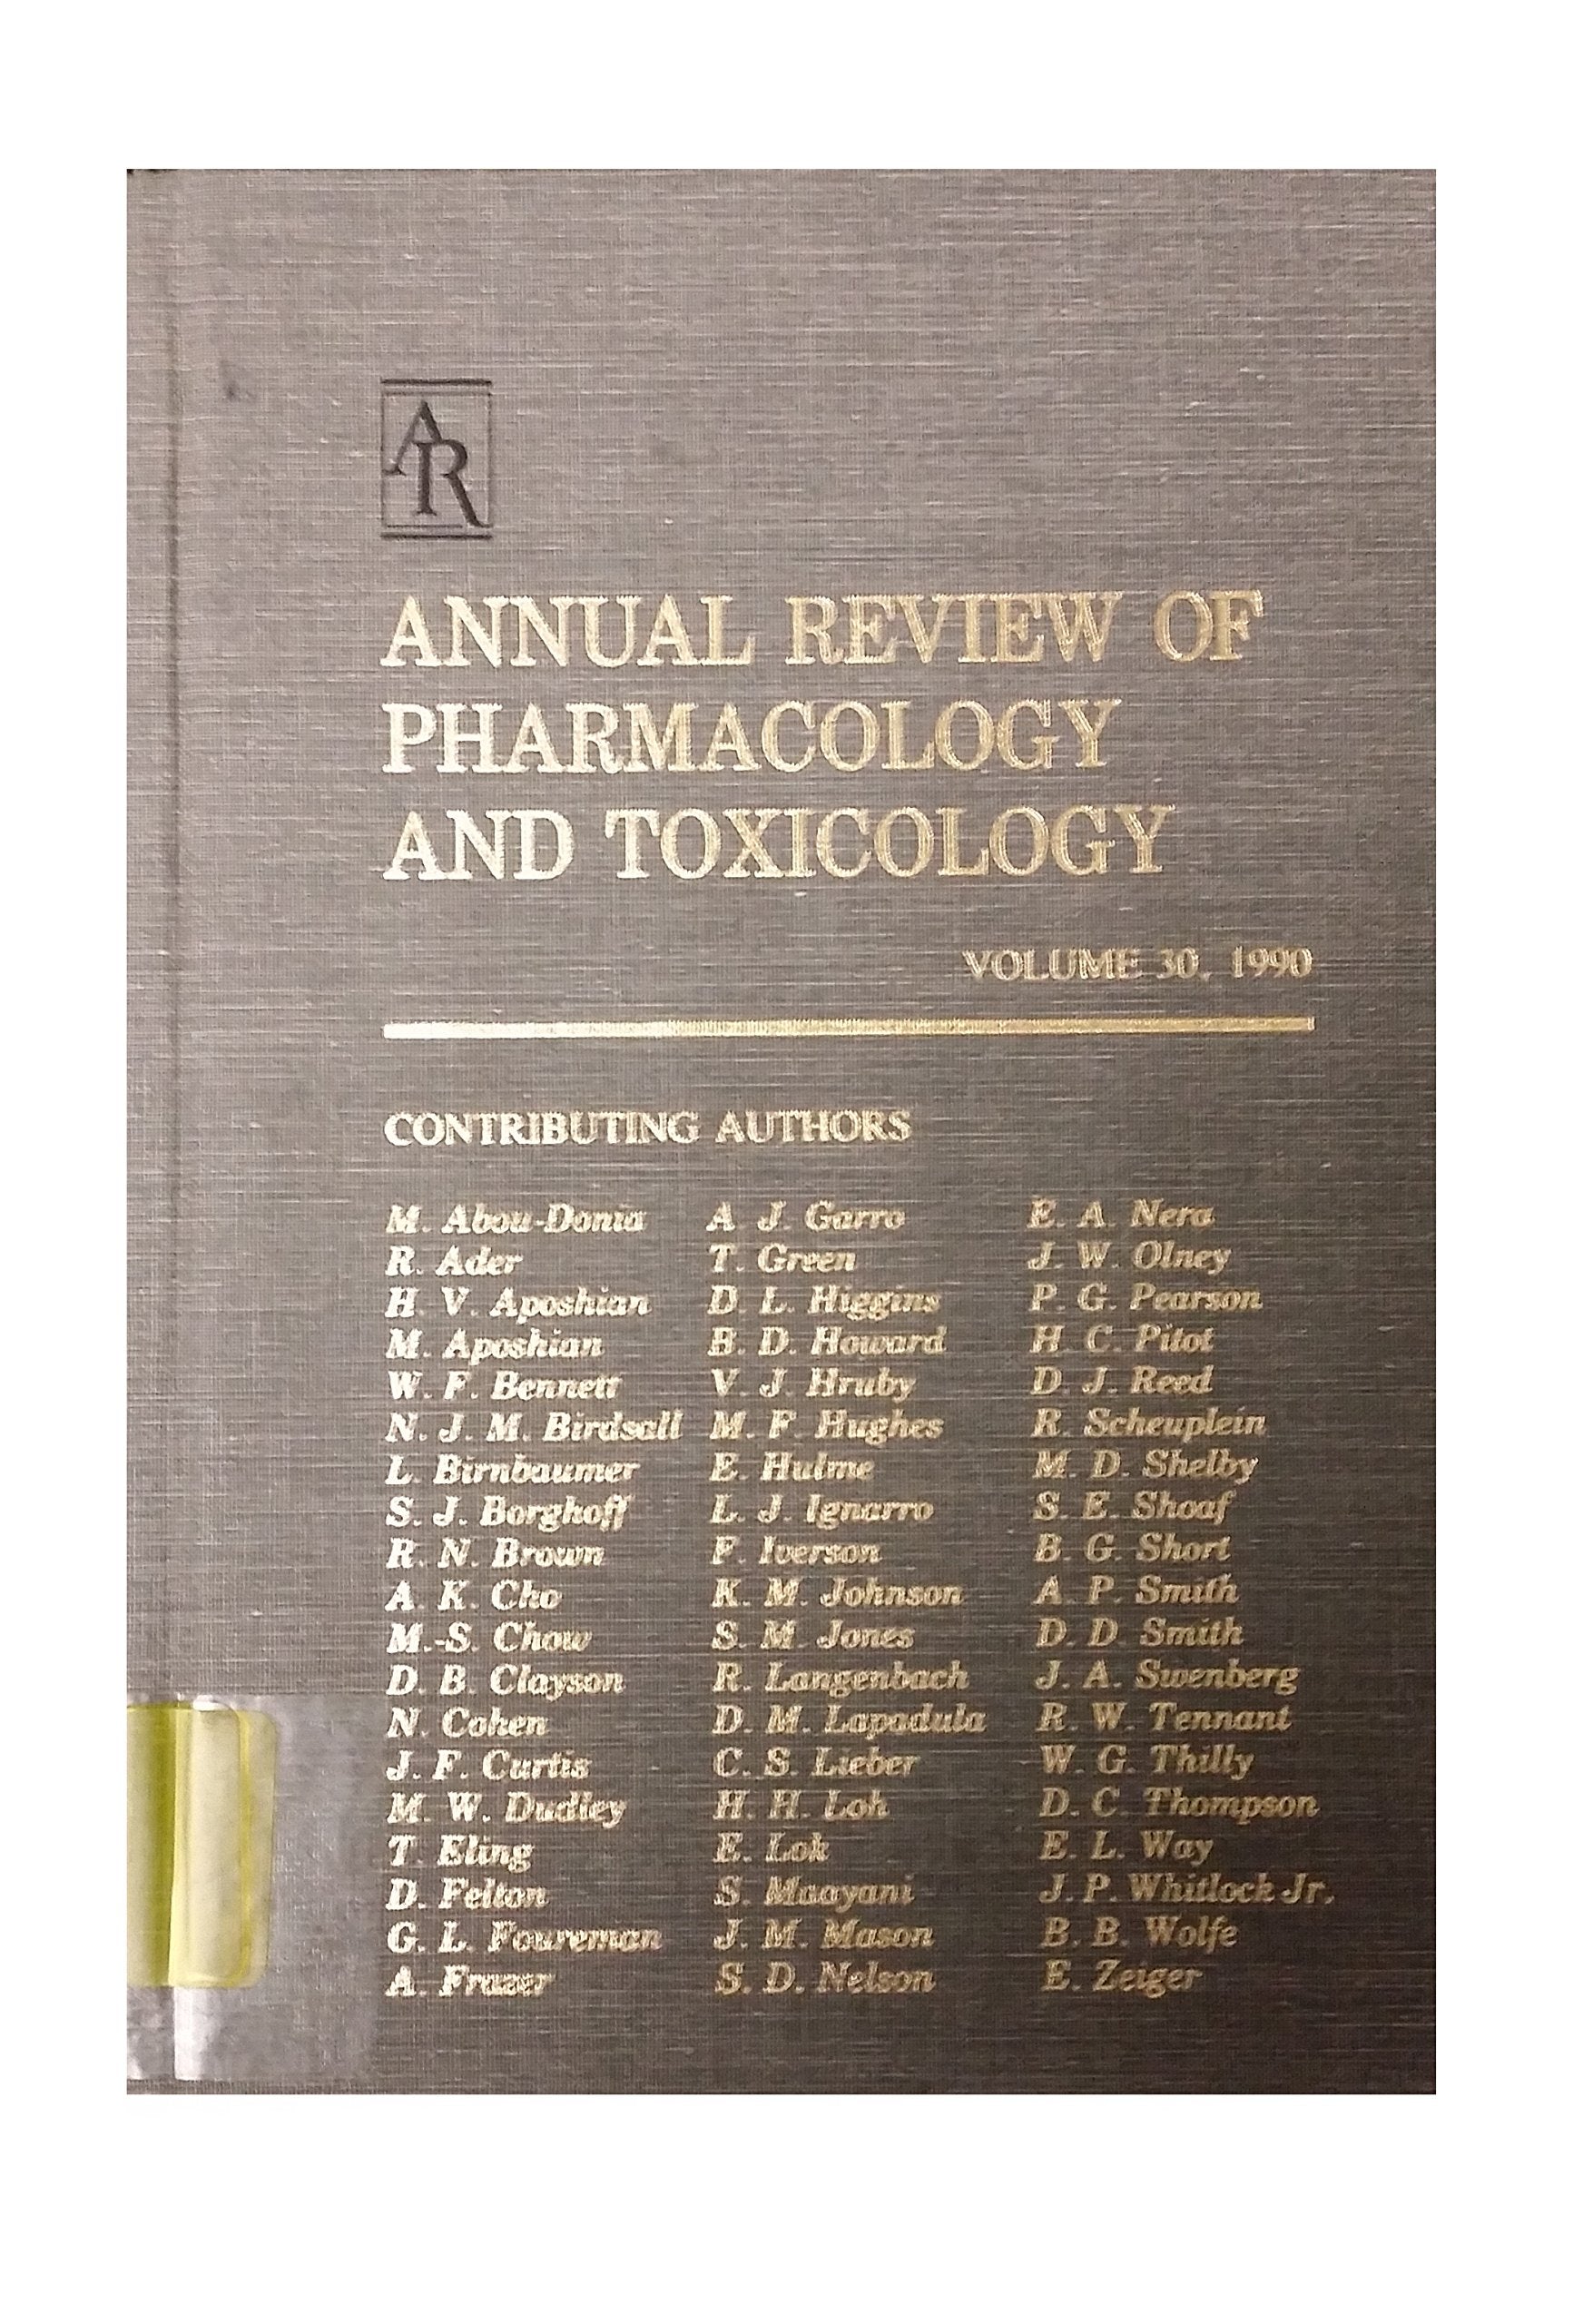 AR
ANNUAL REVIEW OF
PHARMACOLOGY
AND TOXICOLOGY
VOLUME 30, 1990
CONTRIBUTING AUTHORS
M. Abou-Donia
R. Ader
H. V. Aposhian
M. Aposhian
W. F. Bennett
N. J. M. Birdsall
L. Birnbaumer
S. J. Borghoff
R. N. Brown
A. K. Cho
M.-S. Chow
D. B. Clayson
N. Cohen
J. F. Curtis
M. W. Dudley
T. Eling
D. Felton
G. L. Foureman
A. Frazer
A. J. Garro
T. Green
D. L. Higgins
B. D. Howard
V. J. Hruby
M. F. Hughes
E. Hulme
L. J. Ignarro
F. Iverson
K. M. Johnson
S. M. Jones
R. Langenbach
D. M. Lapadula
C. S. Lieber
H. H. Loh
E. Lok
S. Maayani
J. M. Mason
S. D. Nelson
E. A. Nera
J. W. Olney
P. G. Pearson
H. C. Pitot
D. J. Reed
R. Scheuplein
M. D. Shelby
S. E. Shoaf
B. G. Short
A. P. Smith
D. D. Smith
J. A. Swenberg
R. W. Tennant
W. G. Thilly
D. C. Thompson
E. L. Way
J. P. Whitlock Jr.
B. B. Wolfe
E. Zeiger